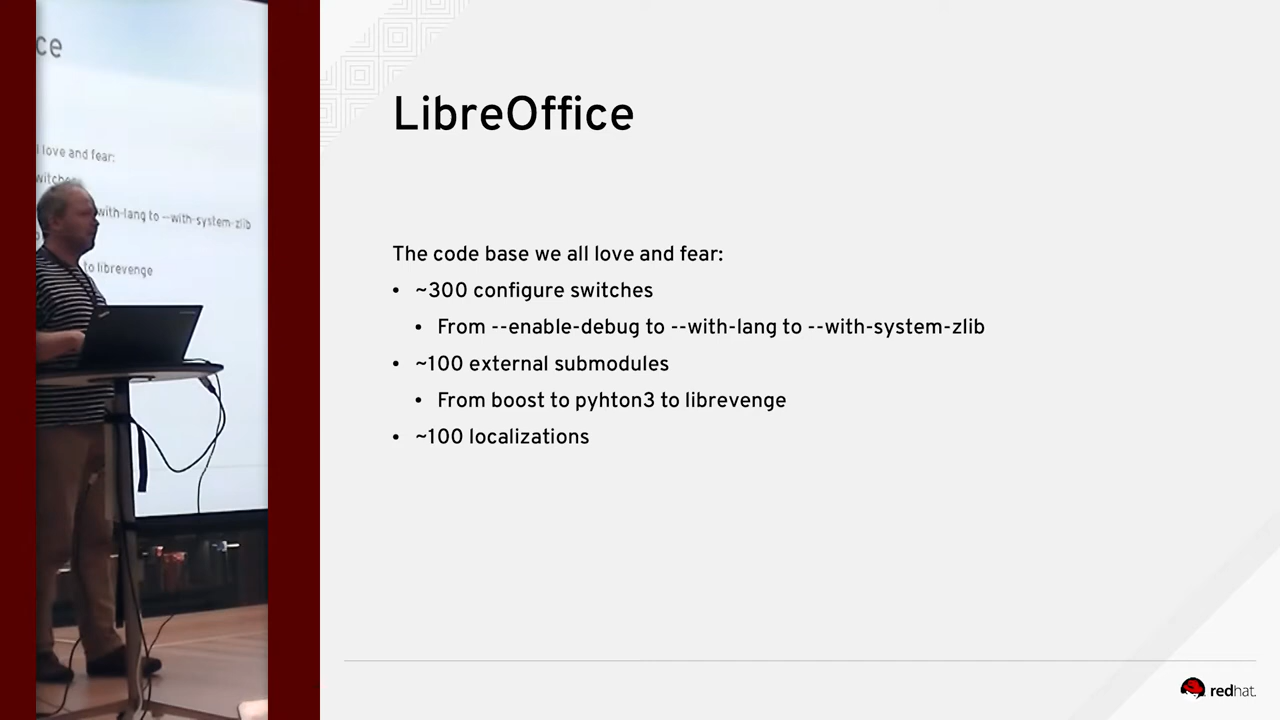 ce
l love and fear:
witches
with-lang to --with-system-zlib
to librevenge
LibreOffice
The code base we all love and fear:
• ~300 configure switches
• From --enable-debug to --with-lang to --with-system-zlib
• ~100 external submodules
• From boost to pyhton3 to librevenge
• ~100 localizations
redhat.